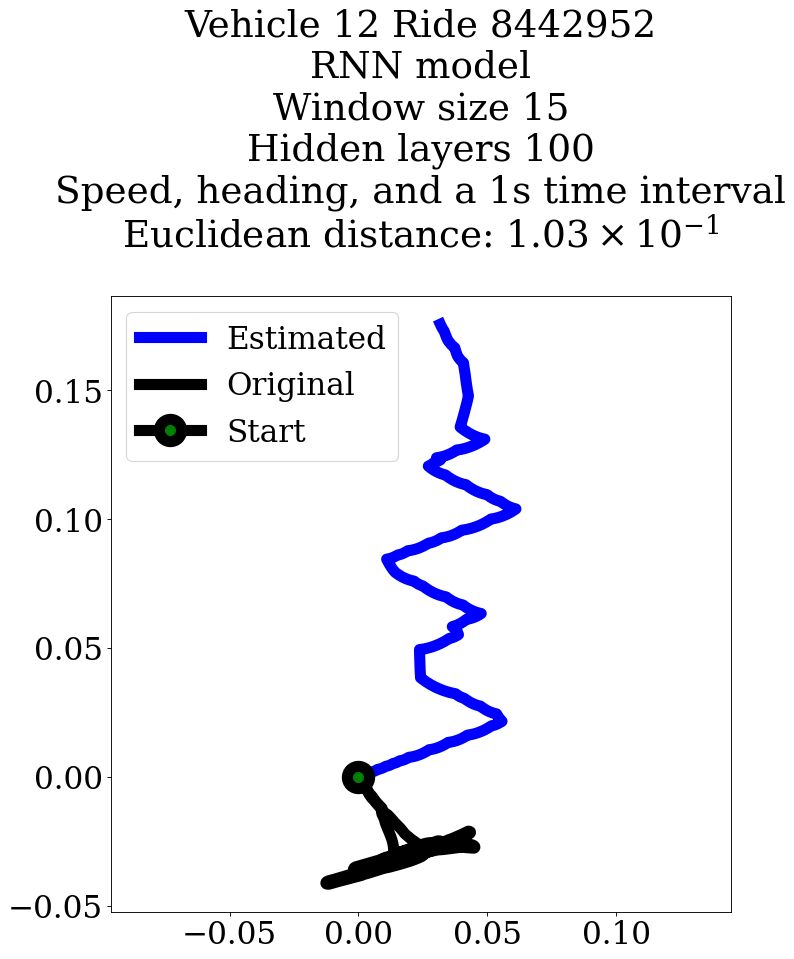 Vehicle 12 Ride 8442952
RNN model
Window size 15
Hidden layers 100
Speed, heading, and a 1s time interval
Euclidean distance: 1.03 × 10⁻¹
Estimated
Original
Start
0.15
0.10
0.05
0.00
−0.05
−0.05 0.00 0.05 0.10